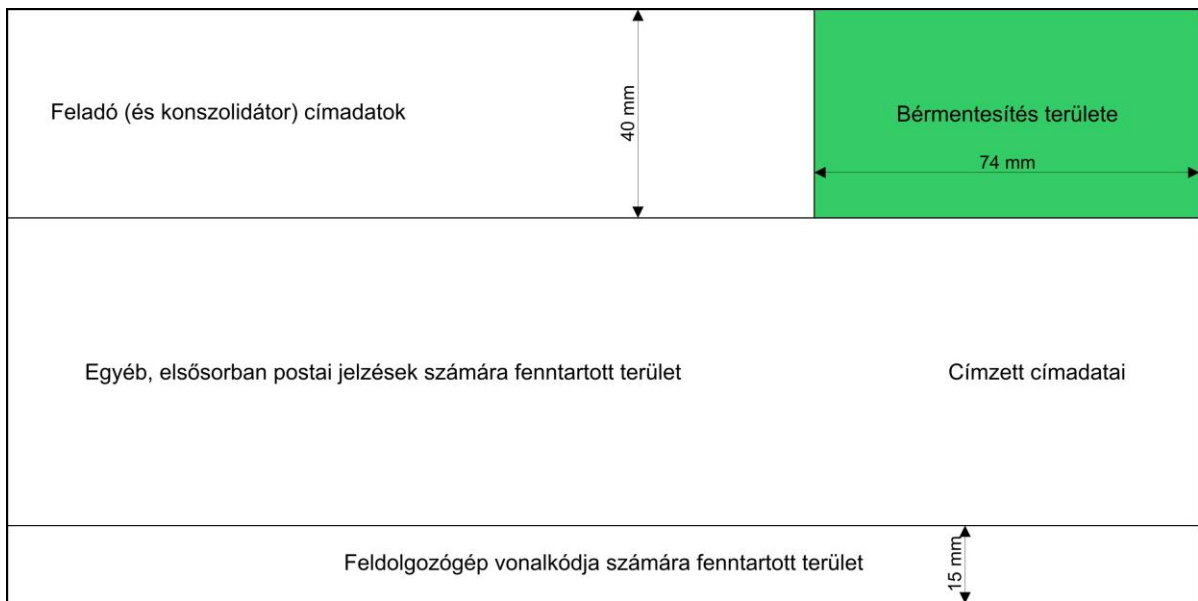 Feladó (és konszolidátor) címadatok
40 mm
Bérmentesítés területe
74 mm
Egyéb, elsősorban postai jelzések számára fenntartott terület
Címzett címadatai
Feldolgozógép vonalkódja számára fenntartott terület
15 mm